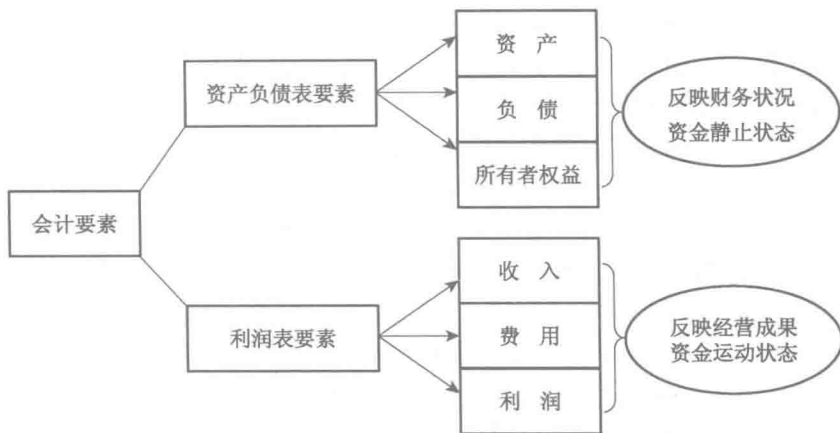 会计要素
资产负债表要素
资 产
负 债
所有者权益
反映财务状况
资金静止状态
利润表要素
收 入
费 用
利 润
反映经营成果
资金运动状态